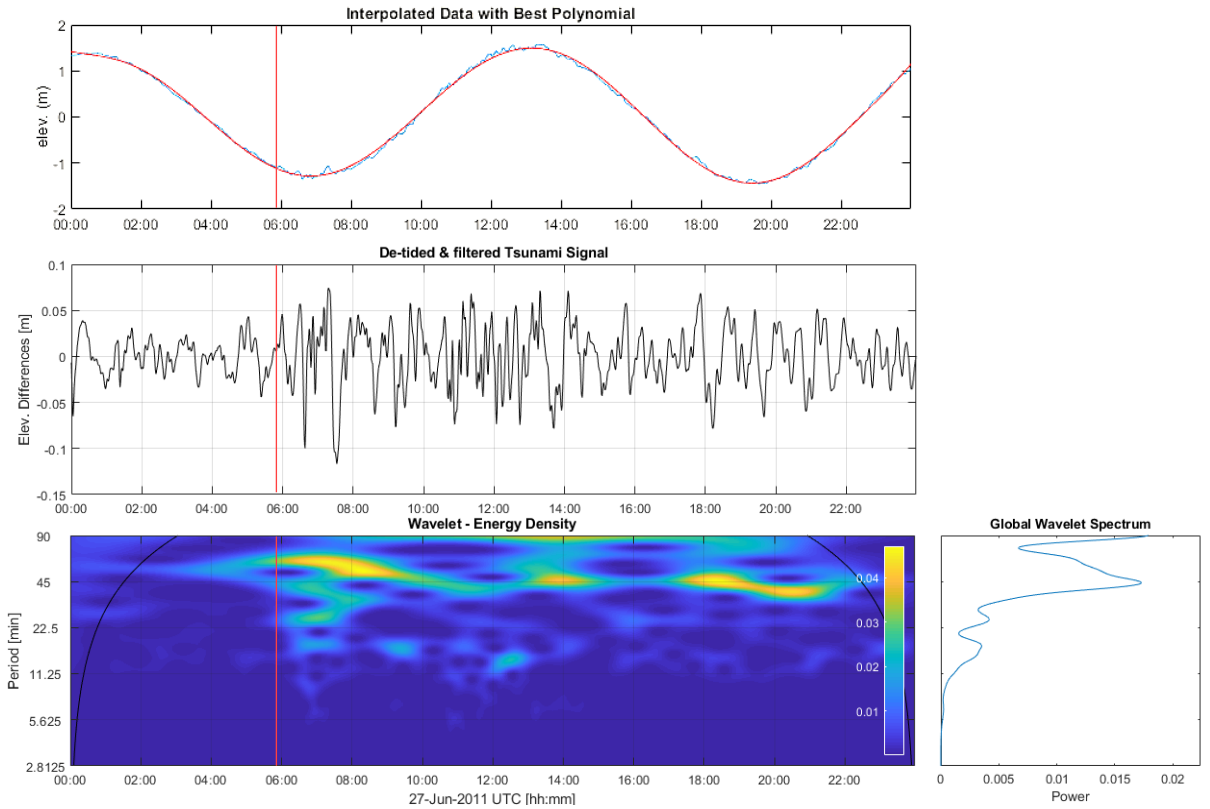 Interpolated Data with Best Polynomial
2
1
0
-1
-2
elev. (m)
00:00 02:00 04:00 06:00 08:00 10:00 12:00 14:00 16:00 18:00 20:00 22:00
De-tided & filtered Tsunami Signal
0.1
0.05
0
-0.05
-0.1
-0.15
Elev. Differences [m]
00:00 02:00 04:00 06:00 08:00 10:00 12:00 14:00 16:00 18:00 20:00 22:00
Wavelet - Energy Density
90
45
22.5
11.25
5.625
2.8125
Period [min]
0.04
0.03
0.02
0.01
00:00 02:00 04:00 06:00 08:00 10:00 12:00 14:00 16:00 18:00 20:00 22:00
27-Jun-2011 UTC [hh:mm]
Global Wavelet Spectrum
0 0.005 0.01 0.015 0.02
Power